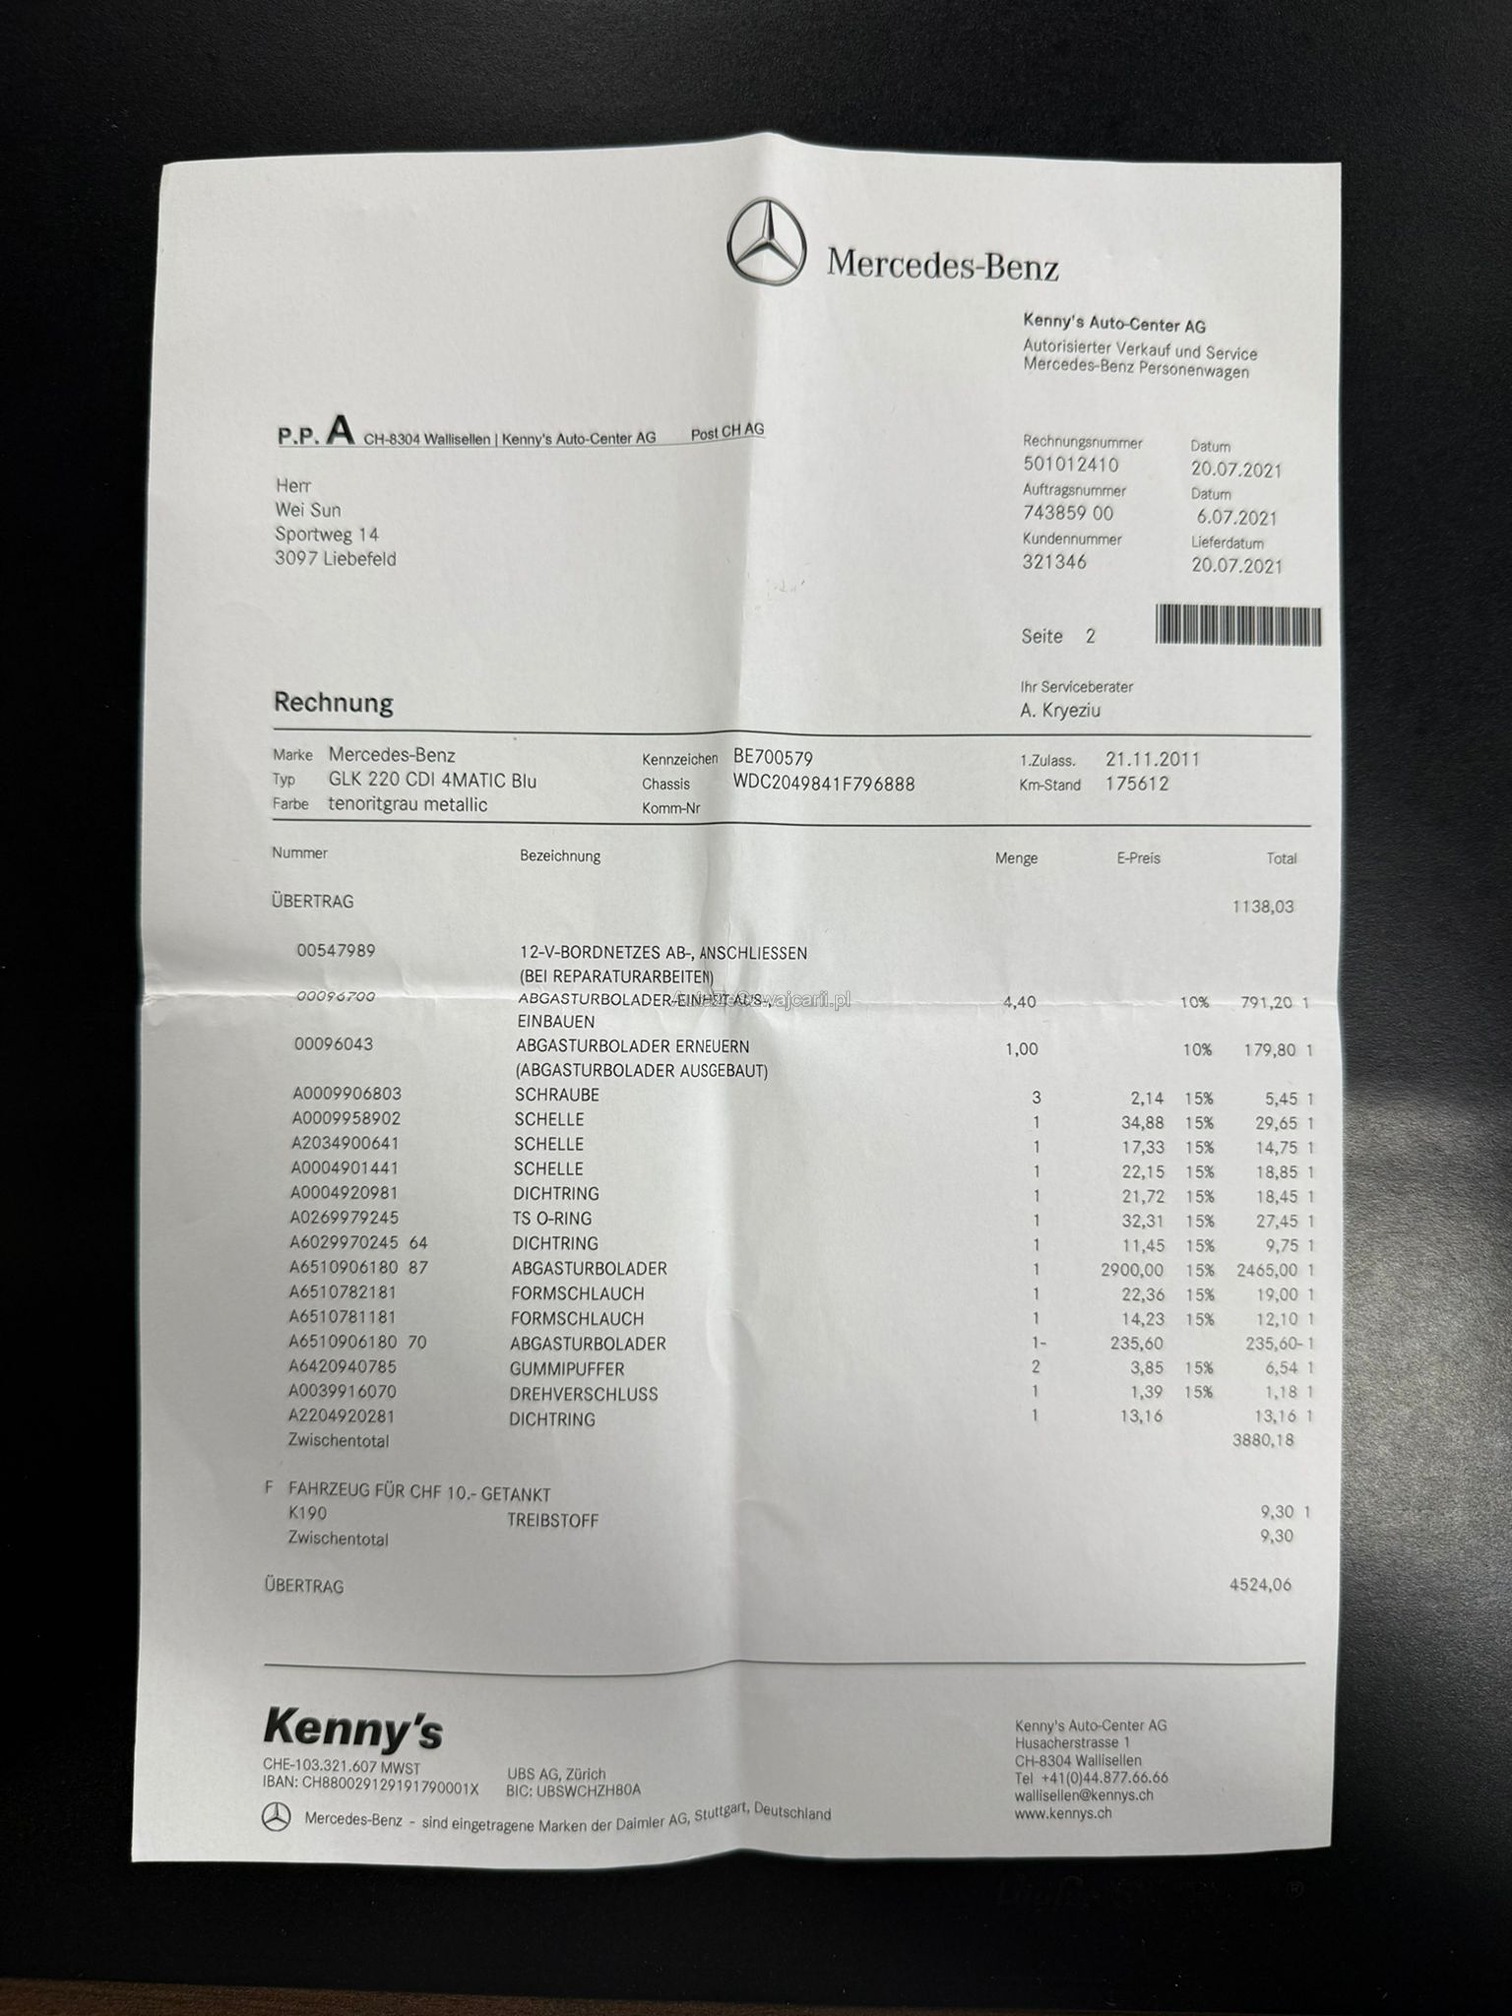 Mercedes-Benz
Kenny's Auto-Center AG
Autorisierter Verkauf und Service
Mercedes-Benz Personenwagen
P.P. A CH-8304 Wallisellen | Kenny's Auto-Center AG Post CH AG
Herr
Wei Sun
Sportweg 14
3097 Liebefeld
Rechnungsnummer Datum
501012410 20.07.2021
Auftragsnummer Datum
743859 00 6.07.2021
Kundennummer Lieferdatum
321346 20.07.2021
Seite 2
Ihr Serviceberater
A. Kryeziu
Rechnung
Marke Mercedes-Benz Kennzeichen BE700579 1.Zulass. 21.11.2011
Typ GLK 220 CDI 4MATIC Blu Chassis WDC2049841F796888 Km-Stand 175612
Farbe tenoritgrau metallic Komm-Nr
Nummer Bezeichnung Menge E-Preis Total
ÜBERTRAG 1138,03
00547989 12-V-BORDNETZES AB-, ANSCHLIESSEN
(BEI REPARATURARBEITEN)
00096700 ABGASTURBOLADER-EINHEIT AUS-, 4,40 10% 791,20 1
EINBAUEN
00096043 ABGASTURBOLADER ERNEUERN 1,00 10% 179,80 1
(ABGASTURBOLADER AUSGEBAUT)
A0009906803 SCHRAUBE 3 2,14 15% 5,45 1
A0009958902 SCHELLE 1 34,88 15% 29,65 1
A2034900641 SCHELLE 1 17,33 15% 14,75 1
A0004901441 SCHELLE 1 22,15 15% 18,85 1
A0004920981 DICHTRING 1 21,72 15% 18,45 1
A0269979245 TS O-RING 1 32,31 15% 27,45 1
A6029970245 64 DICHTRING 1 11,45 15% 9,75 1
A6510906180 87 ABGASTURBOLADER 1 2900,00 15% 2465,00 1
A6510782181 FORMSCHLAUCH 1 22,36 15% 19,00 1
A6510781181 FORMSCHLAUCH 1 14,23 15% 12,10 1
A6510906180 70 ABGASTURBOLADER 1- 235,60 235,60- 1
A6420940785 GUMMIPUFFER 2 3,85 15% 6,54 1
A0039916070 DREHVERSCHLUSS 1 1,39 15% 1,18 1
A2204920281 DICHTRING 1 13,16 13,16 1
Zwischentotal 3880,18
F FAHRZEUG FÜR CHF 10.- GETANKT
K190 TREIBSTOFF 9,30 1
Zwischentotal 9,30
ÜBERTRAG 4524,06
Kenny's
CHE-103.321.607 MWST UBS AG, Zürich
IBAN: CH880029129191790001X BIC: UBSWCHZH80A
Mercedes-Benz - sind eingetragene Marken der Daimler AG, Stuttgart, Deutschland
Kenny's Auto-Center AG
Husacherstrasse 1
CH-8304 Wallisellen
Tel +41(0)44.877.66.66
wallisellen@kennys.ch
www.kennys.ch